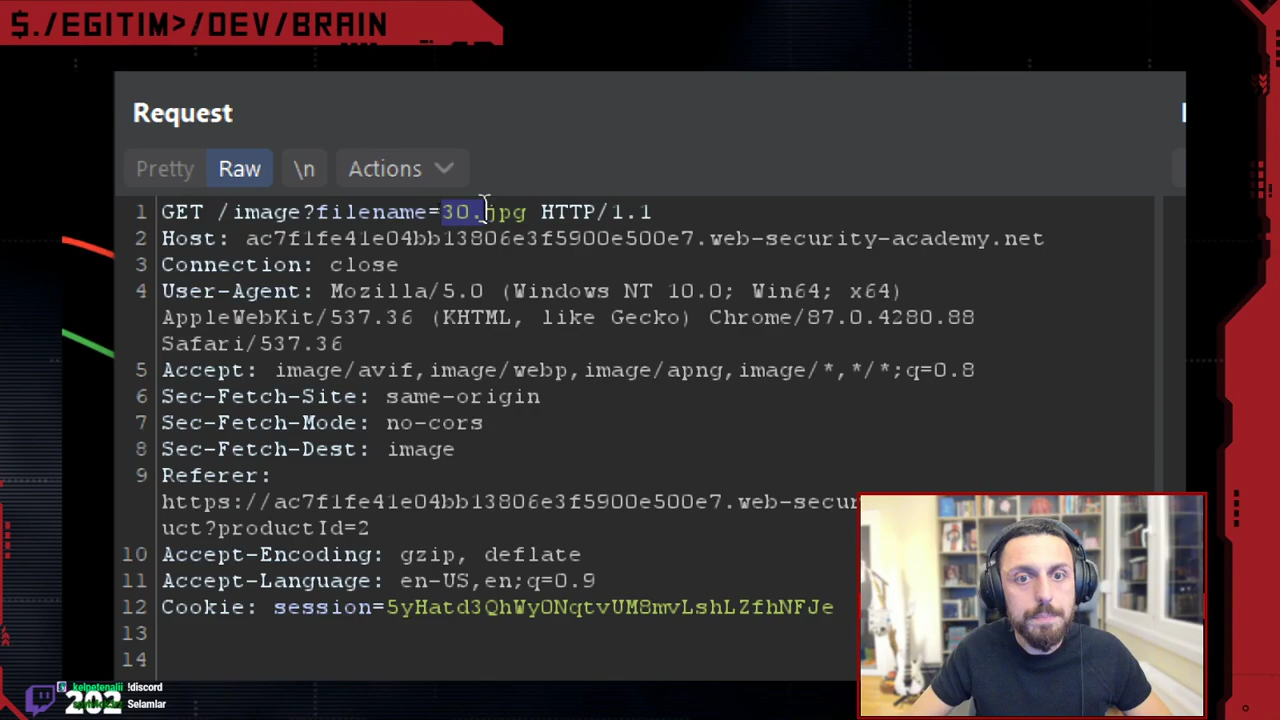 $./EGITIM>/DEV/BRAIN
Request
Pretty Raw \n Actions
1 GET /image?filename=30.jpg HTTP/1.1
2 Host: ac7f1fe41e04bb13806e3f5900e500e7.web-security-academy.net
3 Connection: close
4 User-Agent: Mozilla/5.0 (Windows NT 10.0; Win64; x64)
AppleWebKit/537.36 (KHTML, like Gecko) Chrome/87.0.4280.88
Safari/537.36
5 Accept: image/avif,image/webp,image/apng,image/*,*/*;q=0.8
6 Sec-Fetch-Site: same-origin
7 Sec-Fetch-Mode: no-cors
8 Sec-Fetch-Dest: image
9 Referer:
https://ac7f1fe41e04bb13806e3f5900e500e7.web-secur
uct?productId=2
10 Accept-Encoding: gzip, deflate
11 Accept-Language: en-US,en;q=0.9
12 Cookie: session=5yHatd3QhWyONqtvUM8mvLshLZfhNFJe
13
14
kelpetenalii !discord
202 Selamlar